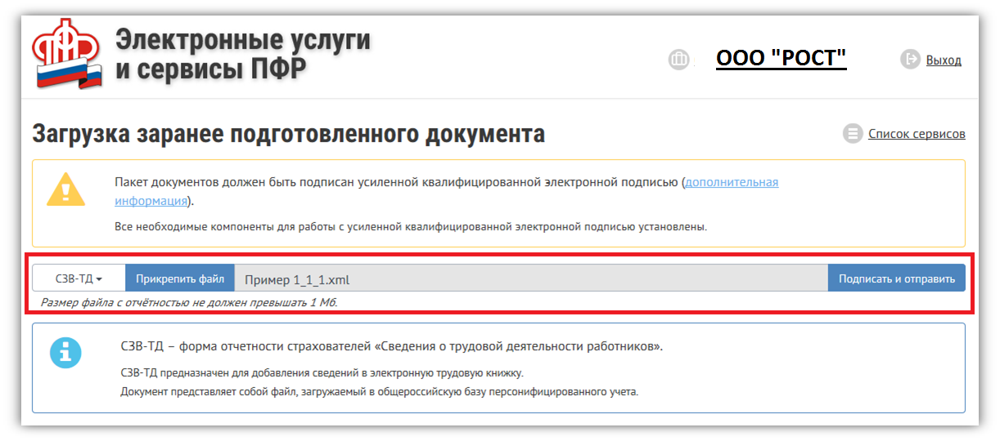 Электронные услуги
и сервисы ПФР
ООО "РОСТ"
Выход
Загрузка заранее подготовленного документа
Список сервисов
Пакет документов должен быть подписан усиленной квалифицированной электронной подписью (дополнительная
информация).
Все необходимые компоненты для работы с усиленной квалифицированной электронной подписью установлены.
СЗВ-ТД
Прикрепить файл
Пример 1_1_1.xml
Подписать и отправить
Размер файла с отчётностью не должен превышать 1 Мб.
СЗВ-ТД – форма отчетности страхователей «Сведения о трудовой деятельности работников».
СЗВ-ТД предназначен для добавления сведений в электронную трудовую книжку.
Документ представляет собой файл, загружаемый в общероссийскую базу персонифицированного учета.